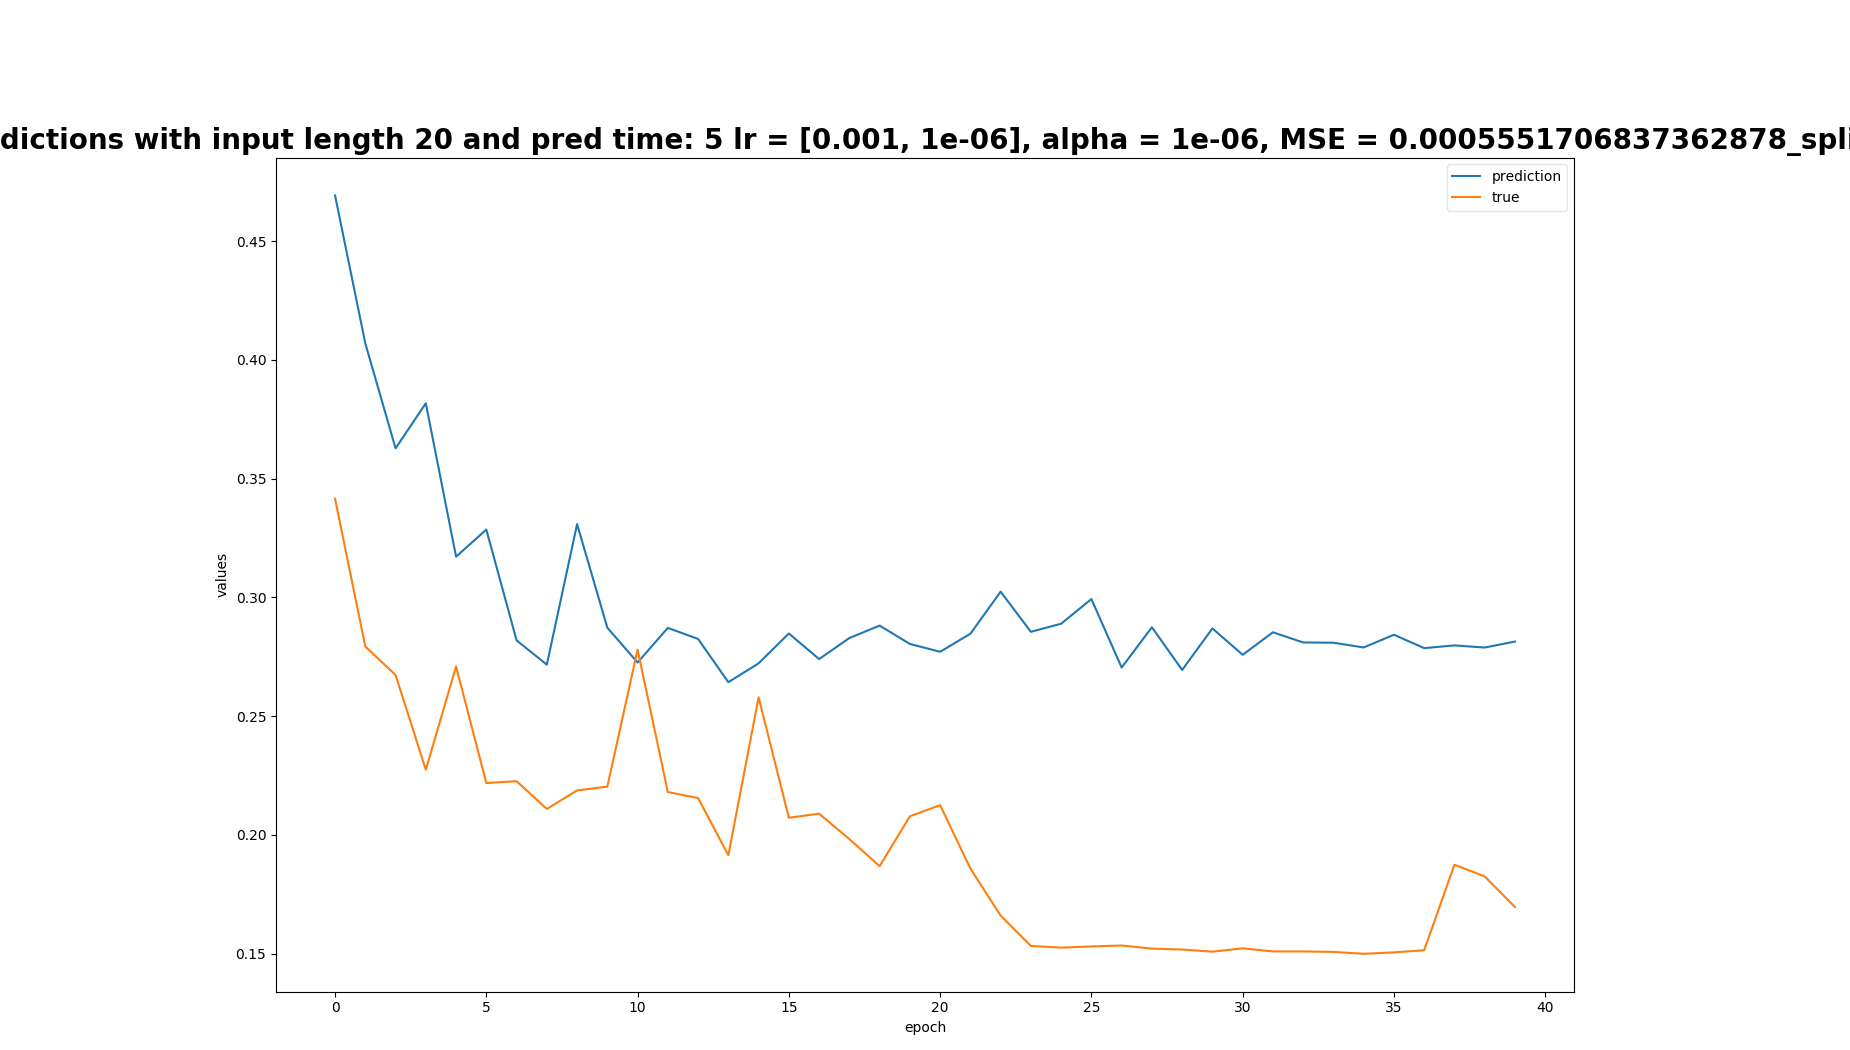 dictions with input length 20 and pred time: 5 lr = [0.001, 1e-06], alpha = 1e-06, MSE = 0.0005551706837362878_spli
prediction
true
0.45
0.40
0.35
0.30
0.25
0.20
0.15
values
0 5 10 15 20 25 30 35 40
epoch